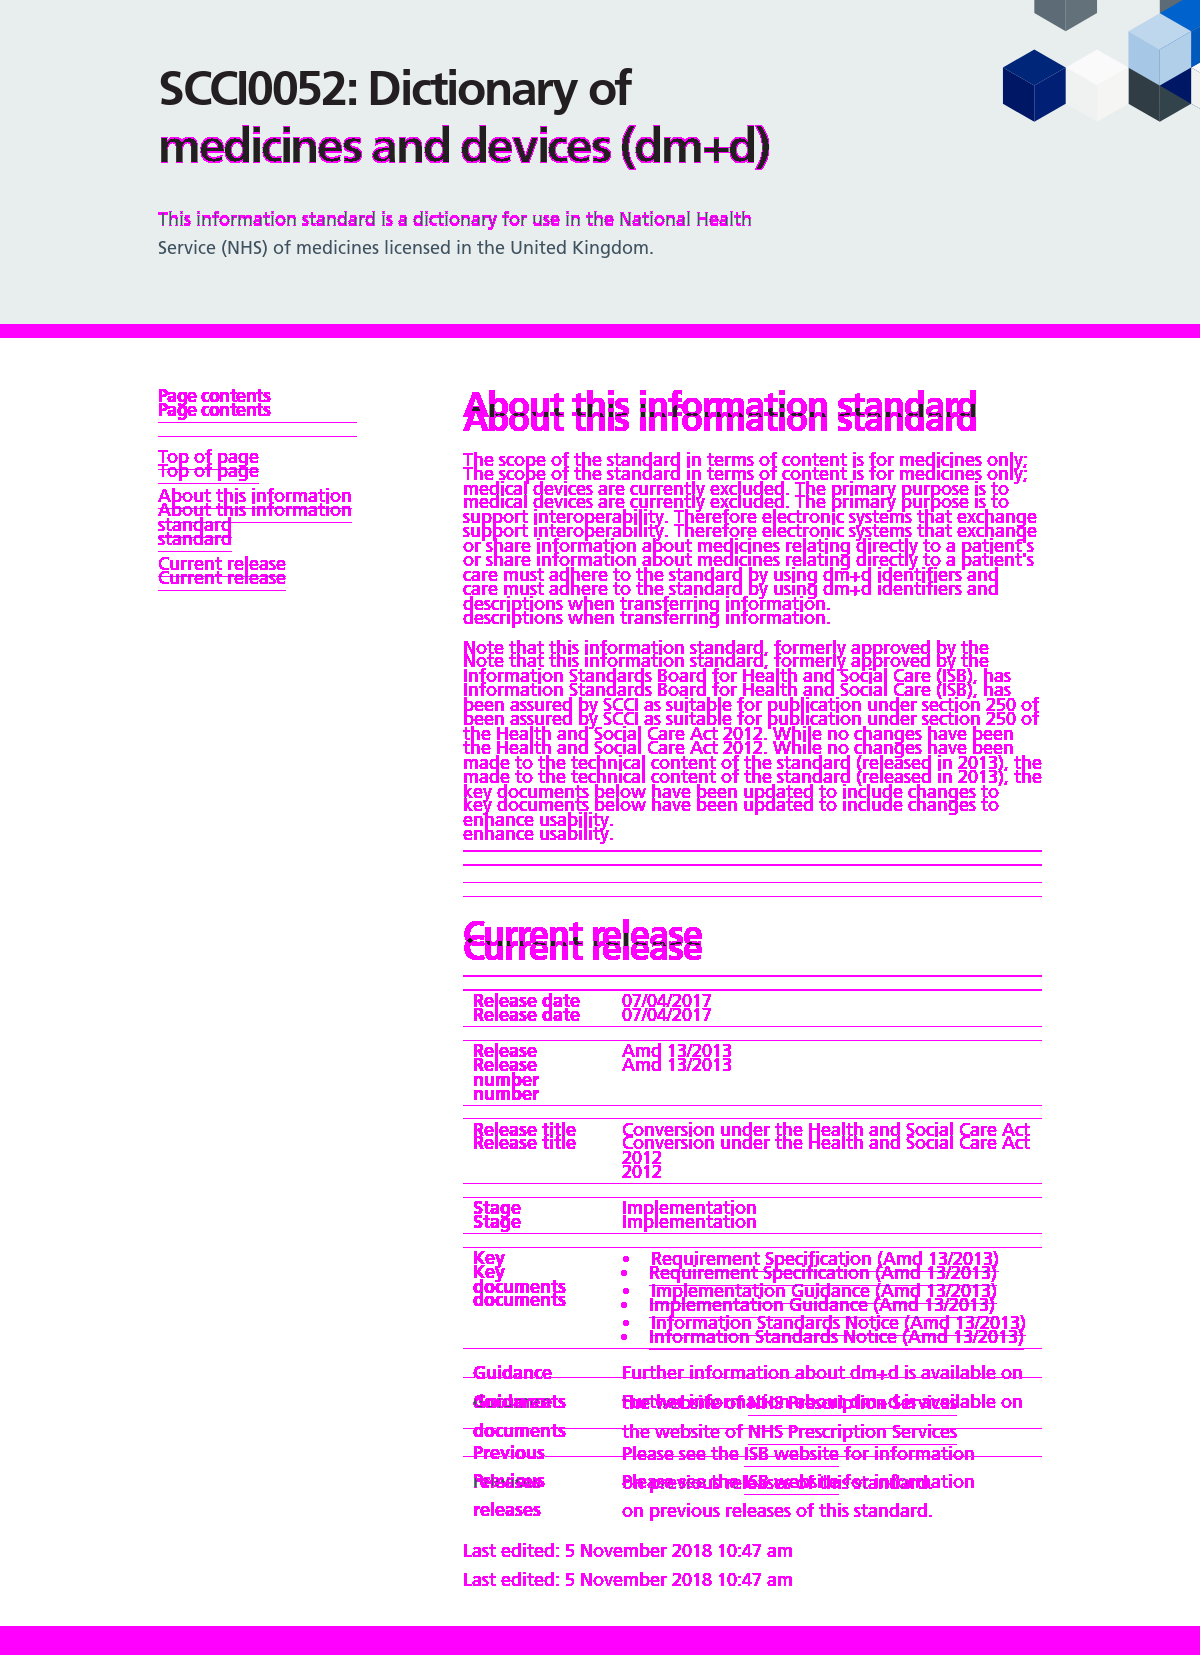 SCCI0052: Dictionary of
medicines and devices (dm+d)
This information standard is a dictionary for use in the National Health
Service (NHS) of medicines licensed in the United Kingdom.
Page contents
Top of page
About this information
standard
Current release
About this information standard
The scope of the standard in terms of content is for medicines only;
medical devices are currently excluded. The primary purpose is to
support interoperability. Therefore electronic systems that exchange
or share information about medicines relating directly to a patient's
care must adhere to the standard by using dm+d identifiers and
descriptions when transferring information.
Note that this information standard, formerly approved by the
Information Standards Board for Health and Social Care (ISB), has
been assured by SCCI as suitable for publication under section 250 of
the Health and Social Care Act 2012. While no changes have been
made to the technical content of the standard (released in 2013), the
key documents below have been updated to include changes to
enhance usability.
Current release
Release date 07/04/2017
Release Amd 13/2013
number
Release title Conversion under the Health and Social Care Act
2012
Stage Implementation
Key • Requirement Specification (Amd 13/2013)
documents • Implementation Guidance (Amd 13/2013)
• Information Standards Notice (Amd 13/2013)
Guidance Further information about dm+d is available on
documents the website of NHS Prescription Services
Previous Please see the ISB website for information
releases on previous releases of this standard.
Last edited: 5 November 2018 10:47 am